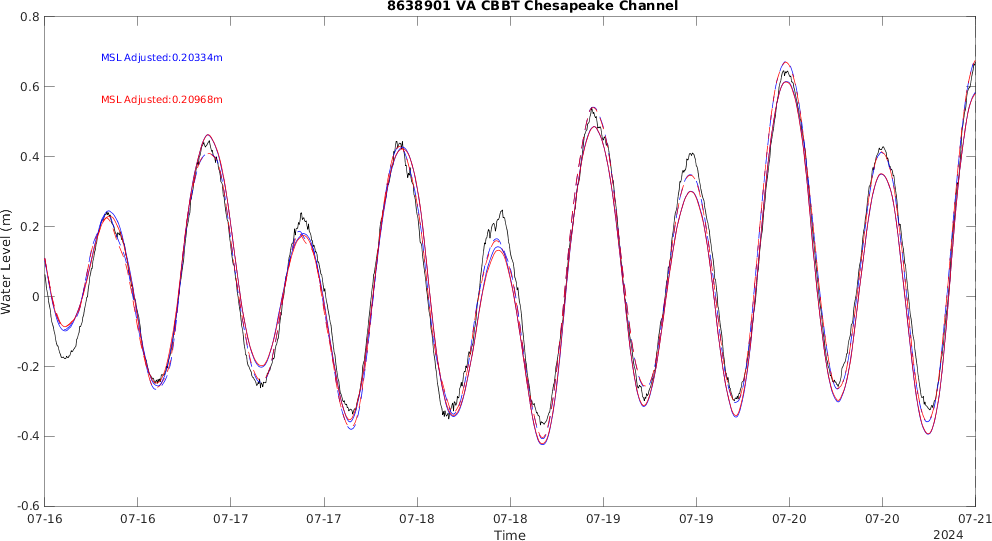 8638901 VA CBBT Chesapeake Channel
0.8
MSL Adjusted:0.20334m
0.6
MSL Adjusted:0.20968m
0.4
0.2
Water Level (m)
0
-0.2
-0.4
-0.6
07-16 07-16 07-17 07-17 07-18 07-18 07-19 07-19 07-20 07-20 07-21
Time
2024